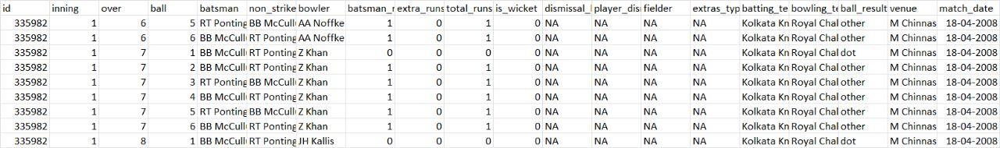 id inning over ball batsman non_strike bowler batsman_r extra_runs total_runs is_wicket dismissal_l player_dis fielder extras_typ batting_te bowling_te ball_result venue match_date
335982 1 6 5 RT Ponting BB McCull AA Noffke 1 0 1 0 NA NA NA NA Kolkata Kn Royal Chal other M Chinnas 18-04-2008
335982 1 6 6 BB McCull RT Ponting AA Noffke 1 0 1 0 NA NA NA NA Kolkata Kn Royal Chal other M Chinnas 18-04-2008
335982 1 7 1 BB McCull RT Ponting Z Khan 0 0 0 0 NA NA NA NA Kolkata Kn Royal Chal dot M Chinnas 18-04-2008
335982 1 7 2 BB McCull RT Ponting Z Khan 1 0 1 0 NA NA NA NA Kolkata Kn Royal Chal other M Chinnas 18-04-2008
335982 1 7 3 RT Ponting BB McCull Z Khan 1 0 1 0 NA NA NA NA Kolkata Kn Royal Chal other M Chinnas 18-04-2008
335982 1 7 4 BB McCull RT Ponting Z Khan 1 0 1 0 NA NA NA NA Kolkata Kn Royal Chal other M Chinnas 18-04-2008
335982 1 7 5 RT Ponting BB McCull Z Khan 1 0 1 0 NA NA NA NA Kolkata Kn Royal Chal other M Chinnas 18-04-2008
335982 1 7 6 BB McCull RT Ponting Z Khan 1 0 1 0 NA NA NA NA Kolkata Kn Royal Chal other M Chinnas 18-04-2008
335982 1 8 1 BB McCull RT Ponting JH Kallis 0 0 0 0 NA NA NA NA Kolkata Kn Royal Chal dot M Chinnas 18-04-2008